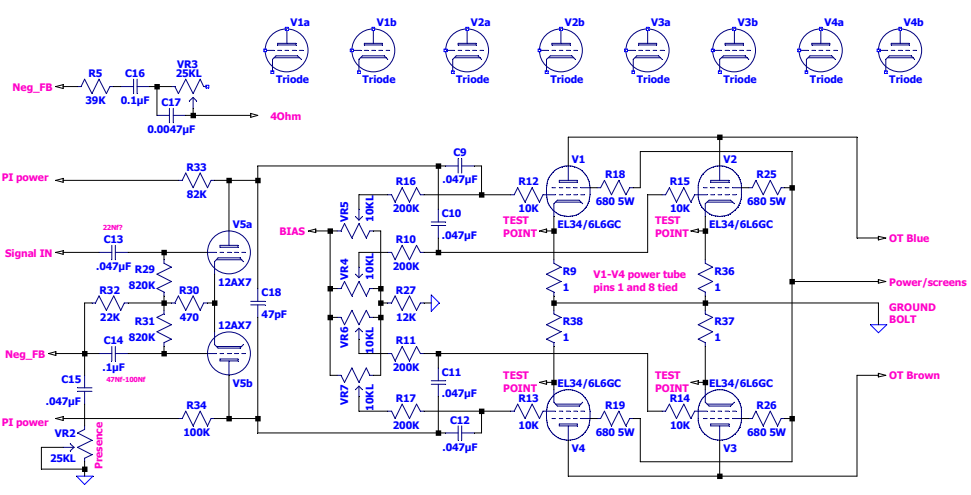 V1a
V1b
V2a
V2b
V3a
V3b
V4a
V4b
Triode
Triode
Triode
Triode
Triode
Triode
Triode
Triode
VR3
25KL
R5
C16
Neg_FB
39K
0.1µF
C17
0.0047µF
4Ohm
R33
PI power
82K
C9
.047µF
V1
V2
R16
200K
R12
10K
R18
680 5W
R15
10K
R25
680 5W
VR5
10KL
C10
.047µF
EL34/6L6GC
EL34/6L6GC
TEST
POINT
TEST
POINT
22Nf?
C13
V5a
BIAS
Signal IN
.047µF
R10
200K
OT Blue
R29
820K
12AX7
VR4
10KL
R9
1
V1-V4 power tube
pins 1 and 8 tied
R36
1
Power/screens
R32
22K
R30
470
C18
47pF
R27
12K
GROUND
BOLT
R31
820K
12AX7
VR6
10KL
R38
1
R37
1
C14
Neg_FB
.1µF
47Nf-100Nf
R11
200K
C15
.047µF
V5b
VR7
10KL
C11
.047µF
TEST
POINT
EL34/6L6GC
TEST
POINT
EL34/6L6GC
OT Brown
R34
100K
PI power
R17
200K
C12
.047µF
R13
10K
R19
680 5W
R14
10K
R26
680 5W
VR2
25KL
Presence
V4
V3